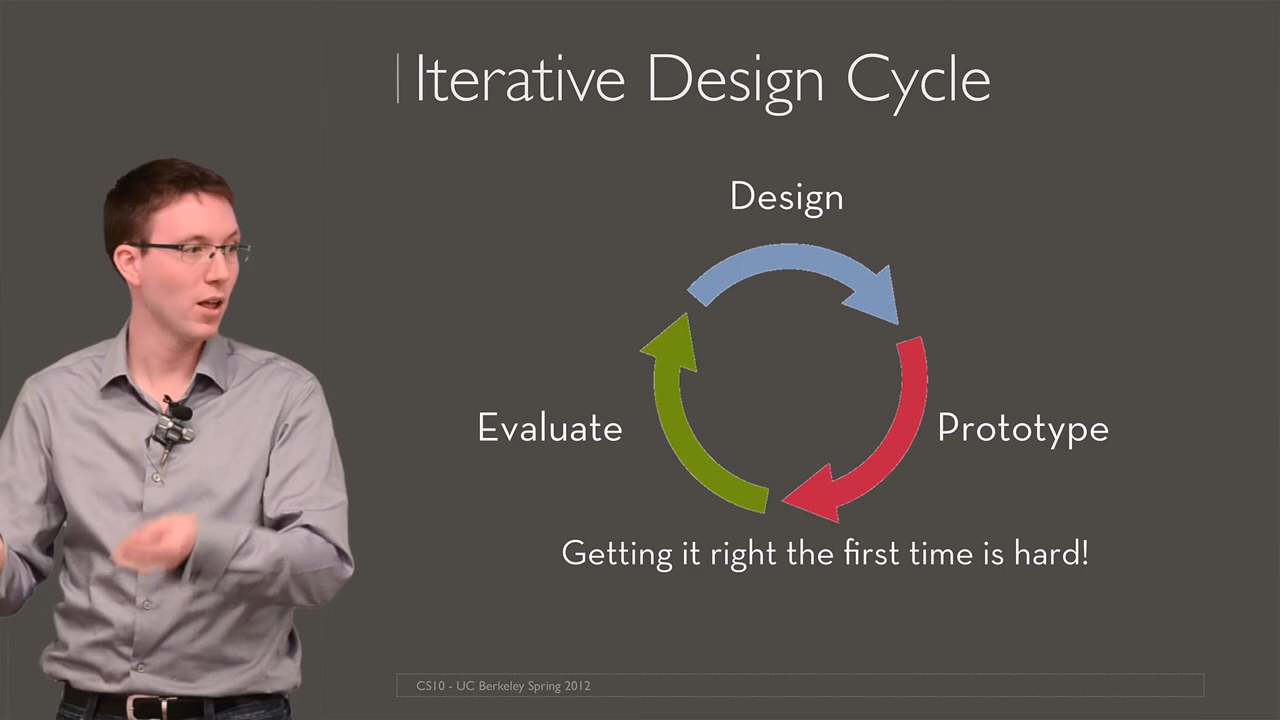 Iterative Design Cycle
Design
Evaluate
Prototype
Getting it right the first time is hard!
CS10 - UC Berkeley Spring 2012